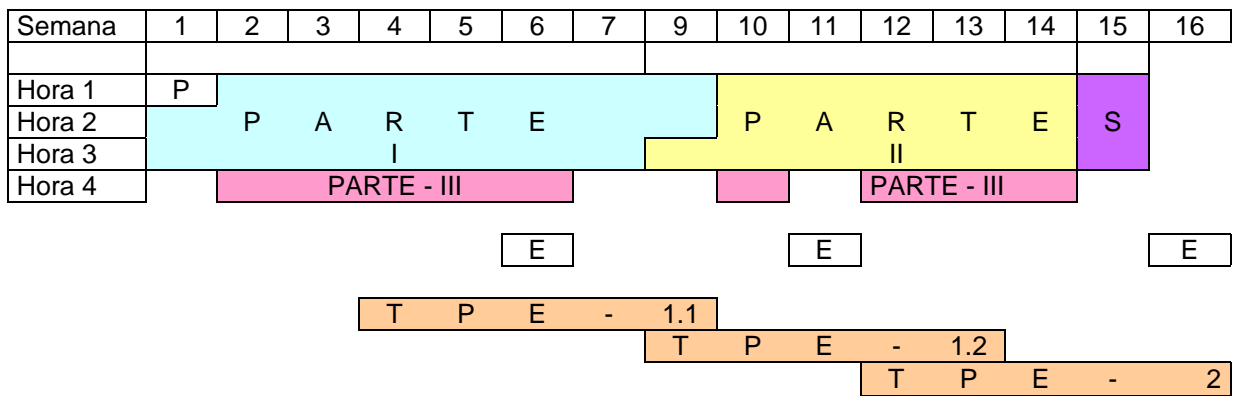 Semana 1 2 3 4 5 6 7 9 10 11 12 13 14 15 16
Hora 1 P
Hora 2 P A R T E P A R T E S
Hora 3 I II
Hora 4 PARTE - III PARTE - III
E E E
T P E - 1.1
T P E - 1.2
T P E - 2